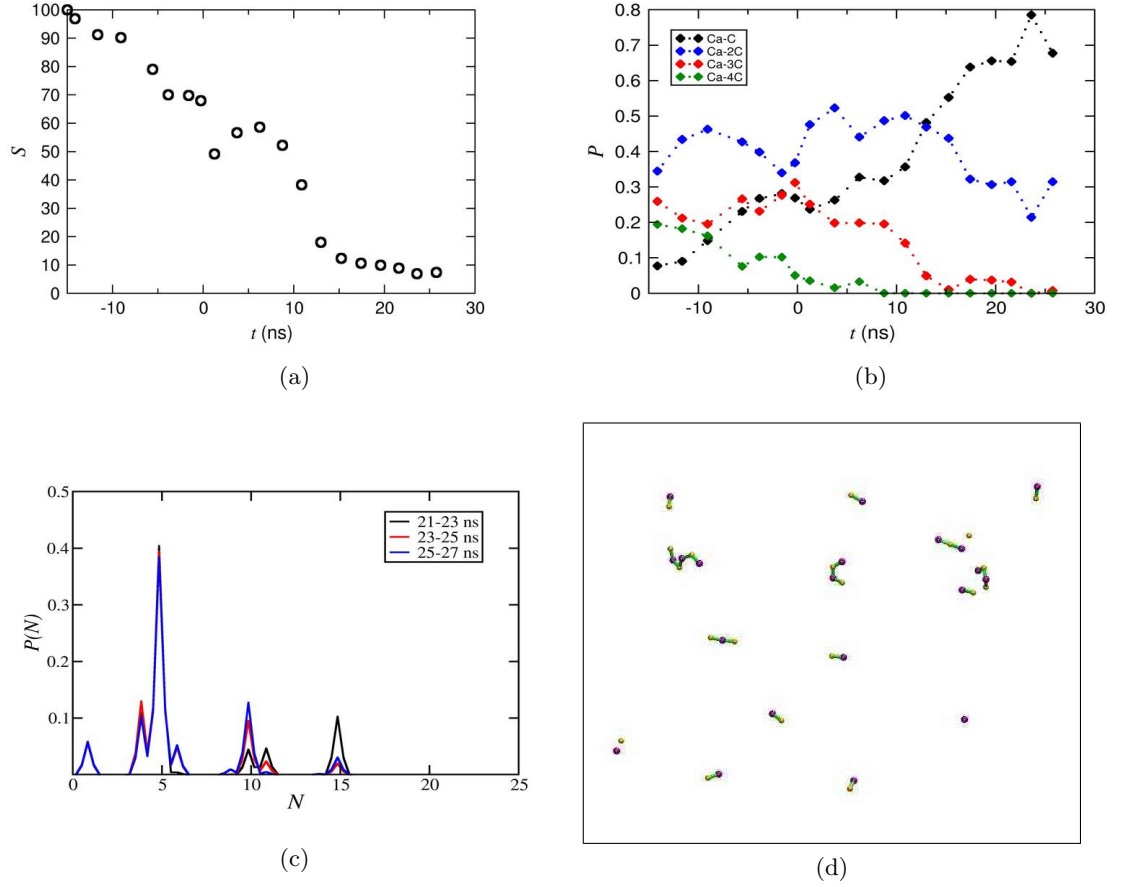 100
90
80
70
60
50
40
30
20
10
0
S
-10 0 10 20 30
t (ns)
(a)
0.8
0.7
0.6
0.5
0.4
0.3
0.2
0.1
0
P
Ca-C
Ca-2C
Ca-3C
Ca-4C
-10 0 10 20 30
t (ns)
(b)
0.5
0.4
0.3
0.2
0.1
P(N)
21-23 ns
23-25 ns
25-27 ns
0 5 10 15 20 25
N
(c)
(d)